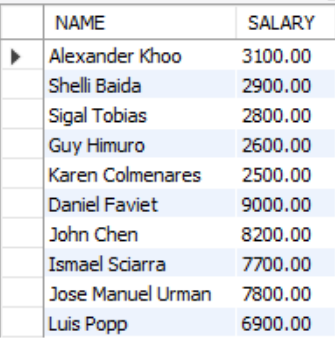 NAME SALARY
Alexander Khoo 3100.00
Shelli Baida 2900.00
Sigal Tobias 2800.00
Guy Himuro 2600.00
Karen Colmenares 2500.00
Daniel Faviet 9000.00
John Chen 8200.00
Ismael Sciarra 7700.00
Jose Manuel Urman 7800.00
Luis Popp 6900.00